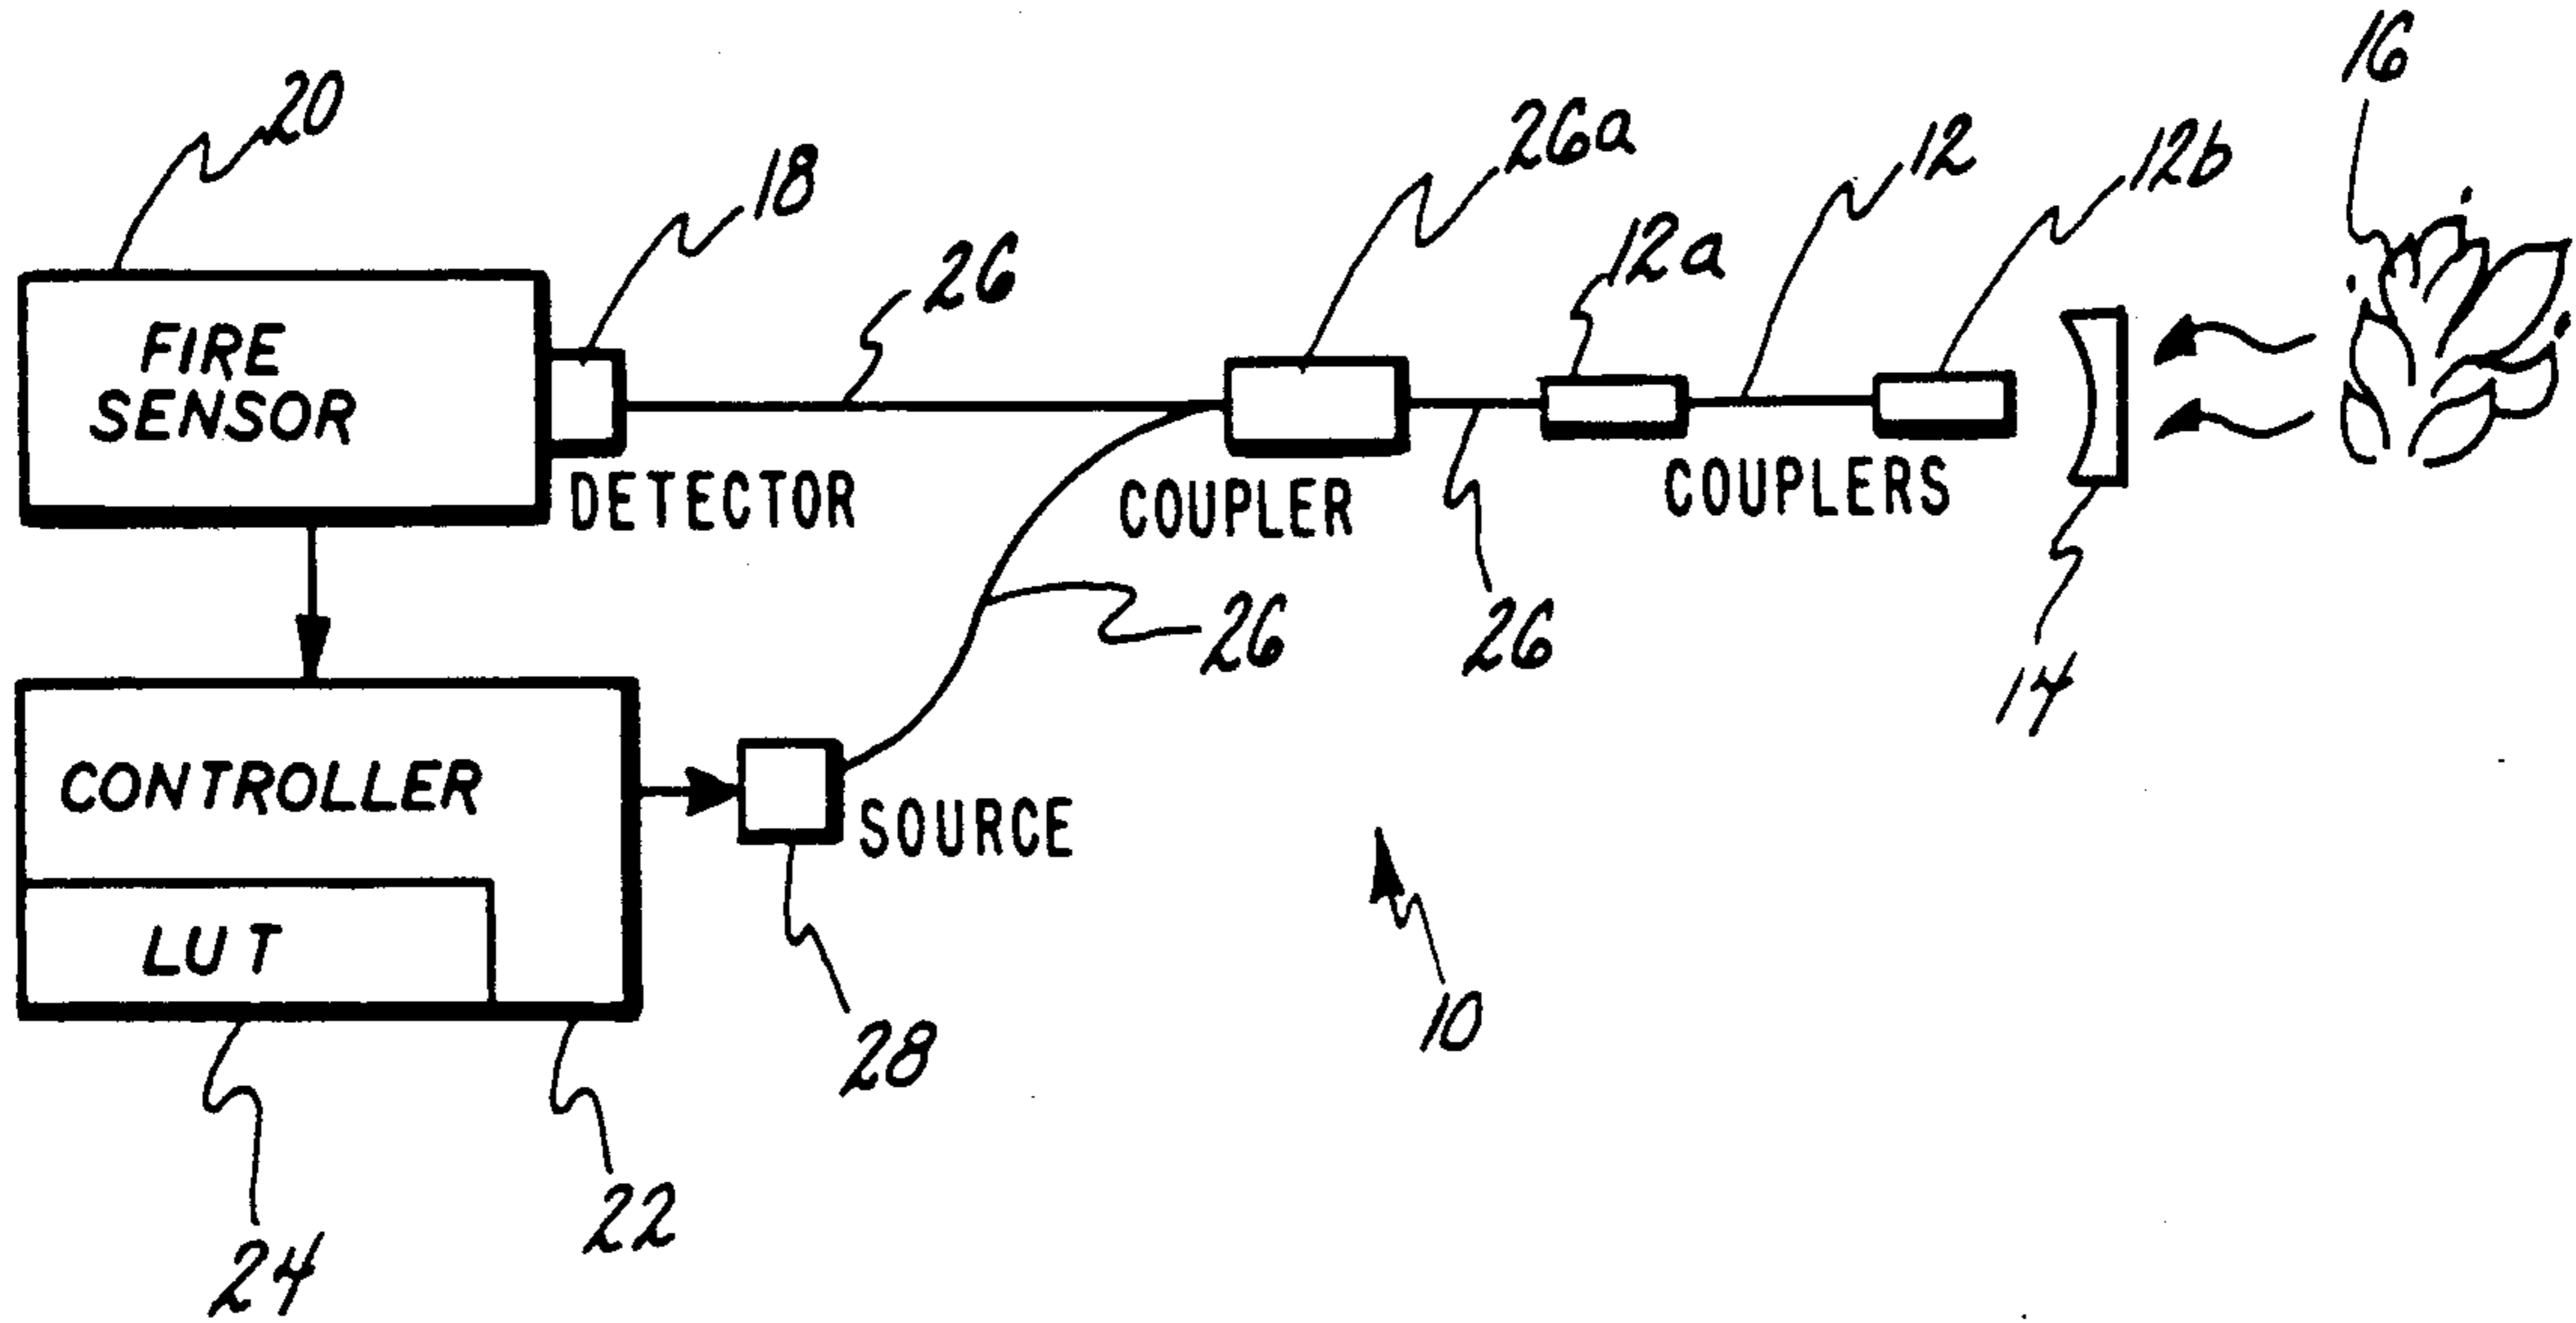 16
20
26a
12
12b
18
12a
26
FIRE
SENSOR
DETECTOR
COUPLER
COUPLERS
26
26
14
CONTROLLER
SOURCE
LUT
10
28
22
24